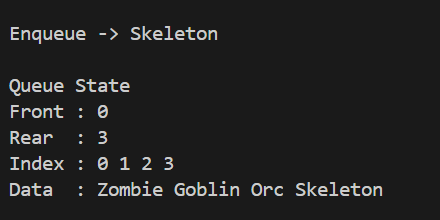 Enqueue -> Skeleton
Queue State
Front : 0
Rear  : 3
Index : 0 1 2 3
Data  : Zombie Goblin Orc Skeleton